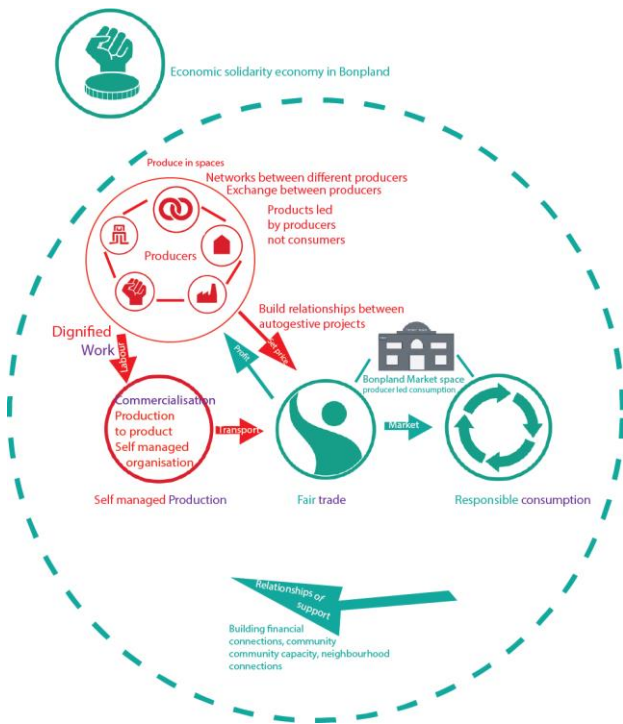 Economic solidarity economy in Bonpland
Produce in spaces
Networks between different producers
Exchange between producers
Products led
by producers
not consumers
Producers
Build relationships between
autogestive projects
Dignified
Work
Labour
Profit
Set price
Bonpland Market space
producer led consumption
Commercialisation
Production
to product
Self managed
organisation
Transport
Market
Self managed Production
Fair trade
Responsible consumption
Relationships of
support
Building financial
connections, community
community capacity, neighbourhood
connections